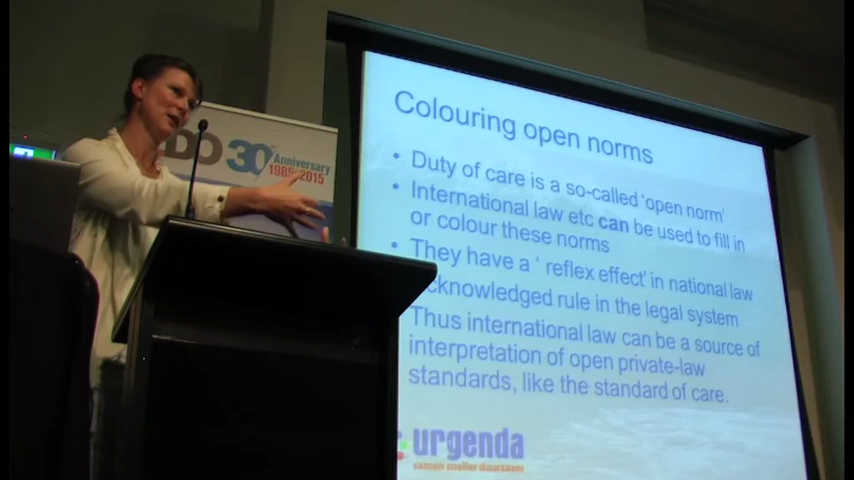 DO 30
Anniversary
1985-2015
Colouring open norms
• Duty of care is a so-called 'open norm'
• International law etc can be used to fill in
or colour these norms
• They have a ' reflex effect' in national law
cknowledged rule in the legal system
Thus international law can be a source of
interpretation of open private-law
standards, like the standard of care.
urgenda
samen sneller duurzaam